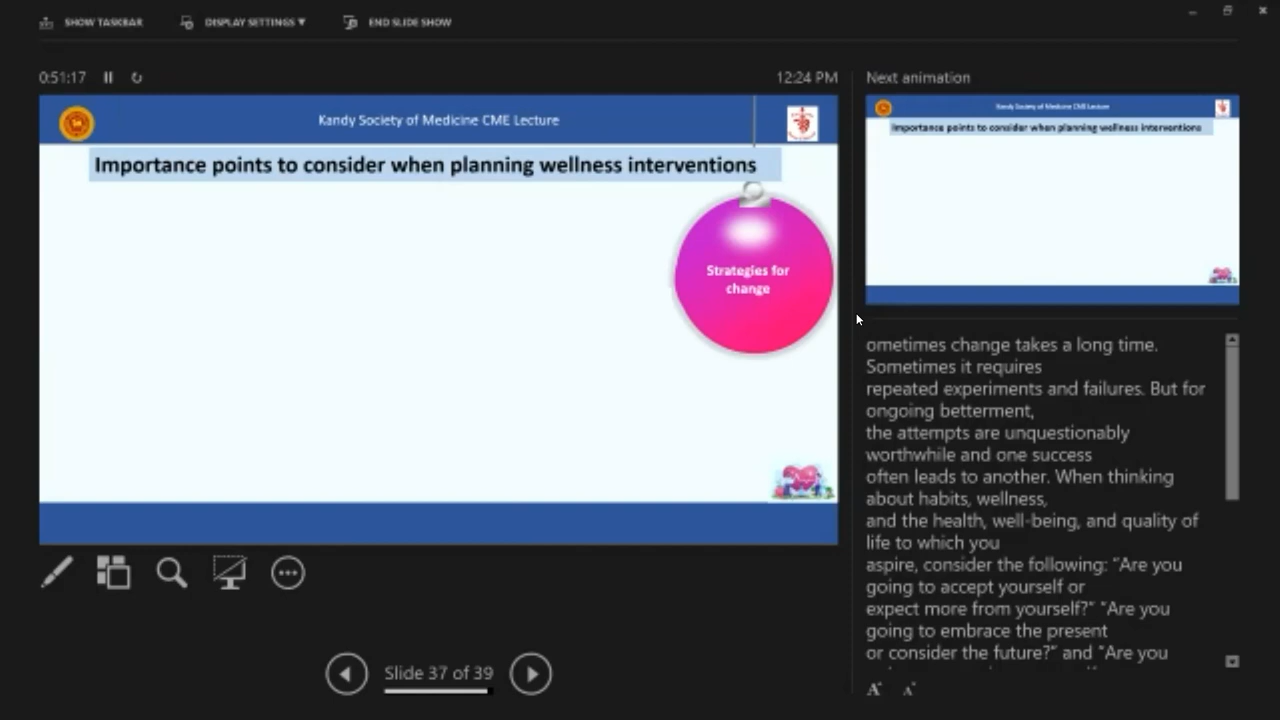 SHOW TASKBAR
DISPLAY SETTINGS ▼
END SLIDE SHOW
0:51:17
12:24 PM
Kandy Society of Medicine CME Lecture
Importance points to consider when planning wellness interventions
Strategies for
change
Slide 37 of 39
Next animation
Kandy Society of Medicine CME Lecture
Importance points to consider when planning wellness interventions
ometimes change takes a long time.
Sometimes it requires
repeated experiments and failures. But for
ongoing betterment,
the attempts are unquestionably
worthwhile and one success
often leads to another. When thinking
about habits, wellness,
and the health, well-being, and quality of
life to which you
aspire, consider the following: “Are you
going to accept yourself or
expect more from yourself?” “Are you
going to embrace the present
or consider the future?” and “Are you
A A